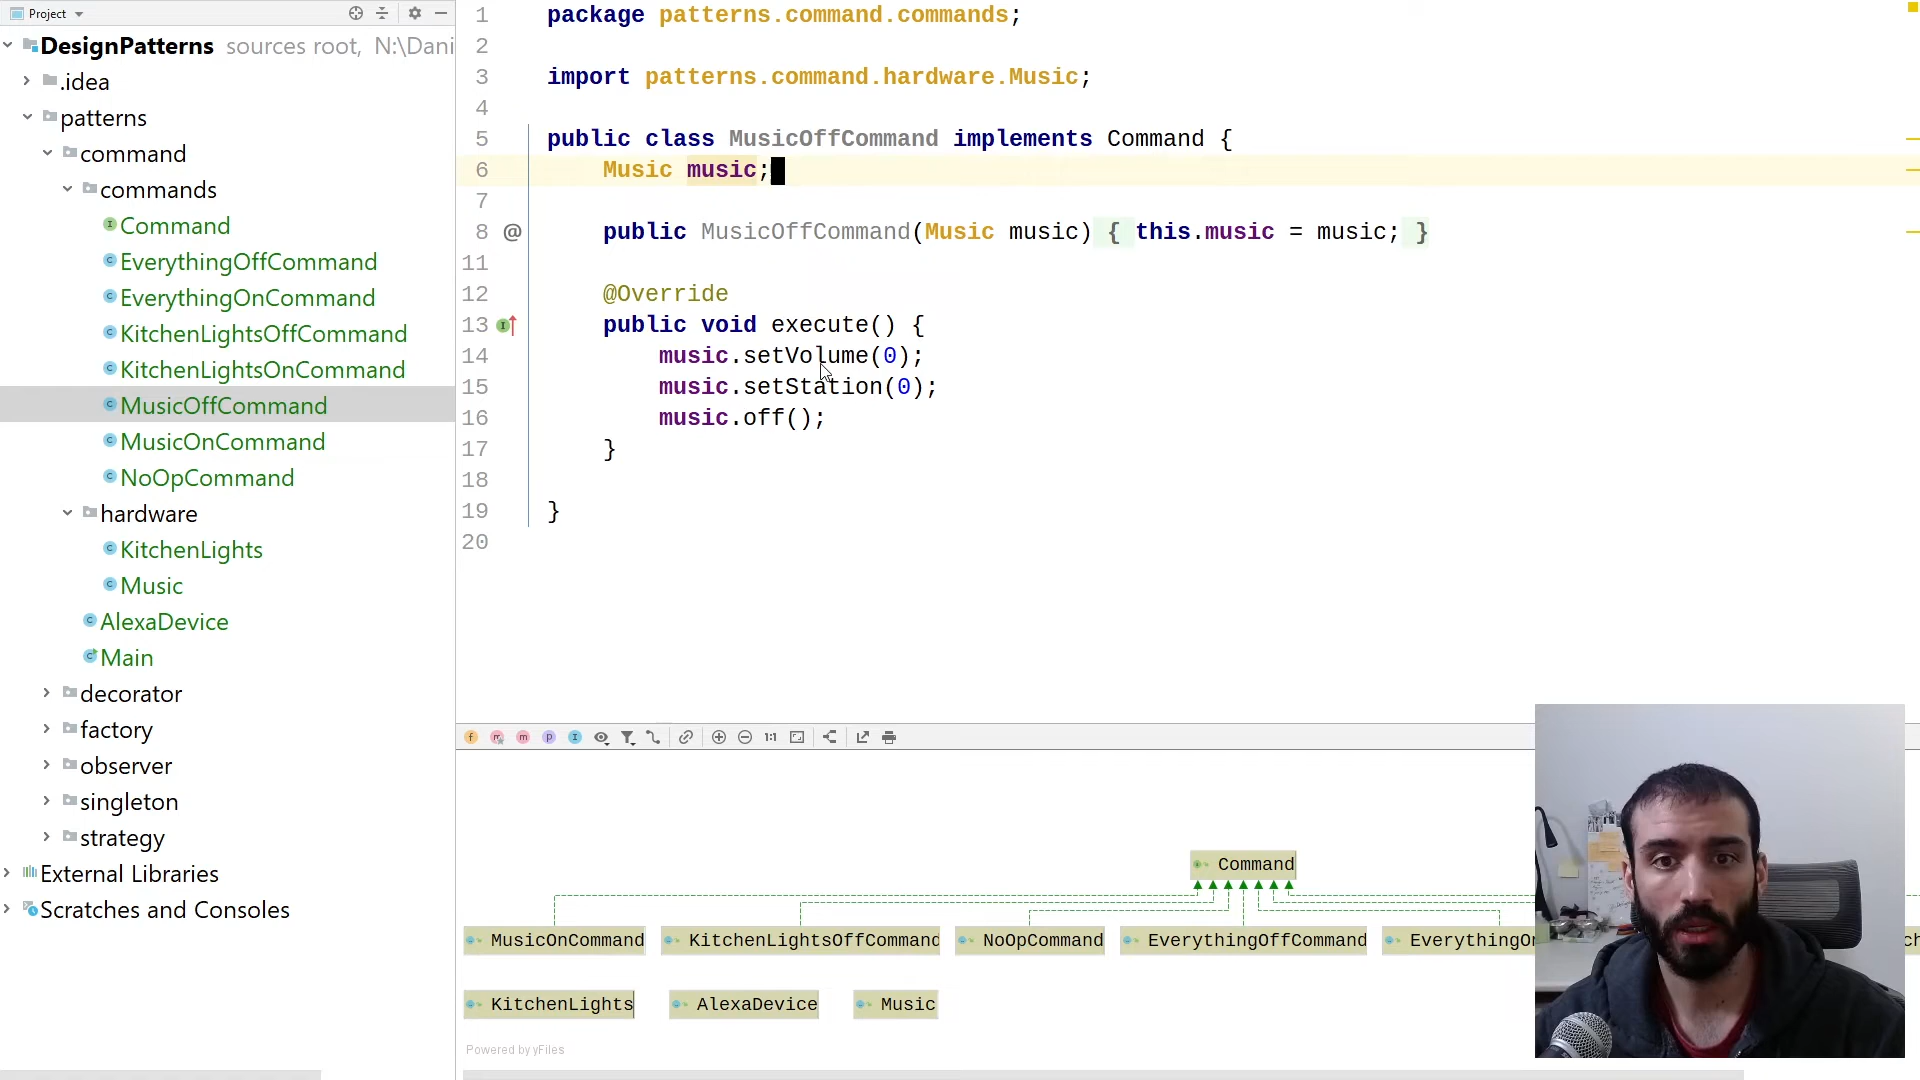 Project
DesignPatterns sources root, N:\Dani
.idea
patterns
command
commands
Command
EverythingOffCommand
EverythingOnCommand
KitchenLightsOffCommand
KitchenLightsOnCommand
MusicOffCommand
MusicOnCommand
NoOpCommand
hardware
KitchenLights
Music
AlexaDevice
Main
decorator
factory
observer
singleton
strategy
External Libraries
Scratches and Consoles
1 package patterns.command.commands;
2
3 import patterns.command.hardware.Music;
4
5 public class MusicOffCommand implements Command {
6 Music music;
7
8 @ public MusicOffCommand(Music music) { this.music = music; }
11
12 @Override
13 public void execute() {
14 music.setVolume(0);
15 music.setStation(0);
16 music.off();
17 }
18
19 }
20
1:1
Command
MusicOnCommand KitchenLightsOffCommand NoOpCommand EverythingOffCommand EverythingOn
KitchenLights AlexaDevice Music
Powered by yFiles